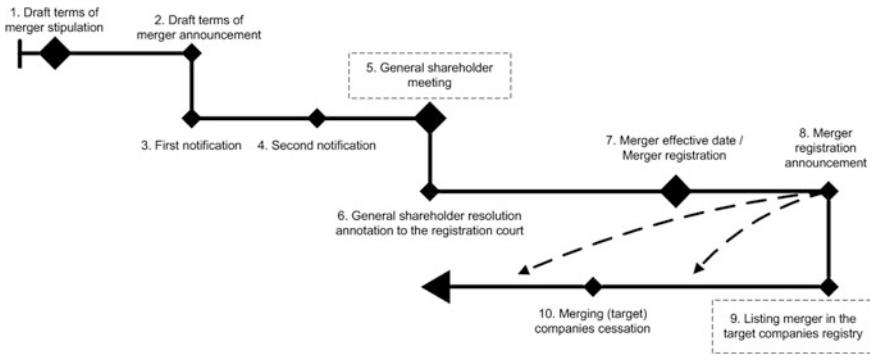 1. Draft terms of
merger stipulation
2. Draft terms of
merger announcement
3. First notification
4. Second notification
5. General shareholder
meeting
6. General shareholder resolution
annotation to the registration court
7. Merger effective date /
Merger registration
8. Merger
registration
announcement
9. Listing merger in the
target companies registry
10. Merging (target)
companies cessation